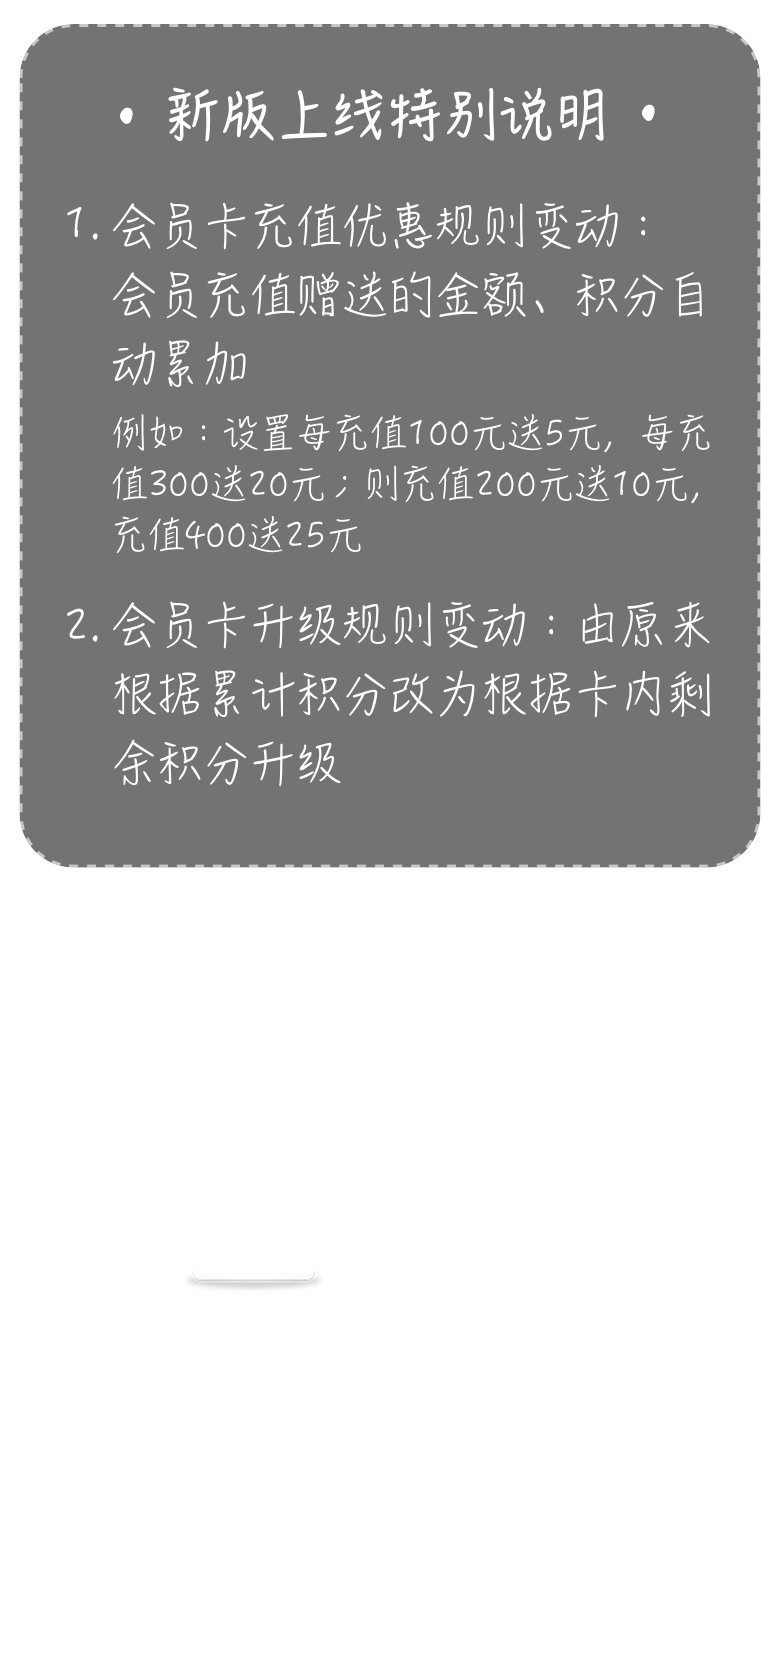 • 新版上线特别说明 •
1. 会员卡充值优惠规则变动：
会员充值赠送的金额、积分自
动累加
例如：设置每充值100元送5元，每充
值300送20元；则充值200元送10元，
充值400送25元
2. 会员卡升级规则变动：由原来
根据累计积分改为根据卡内剩
余积分升级